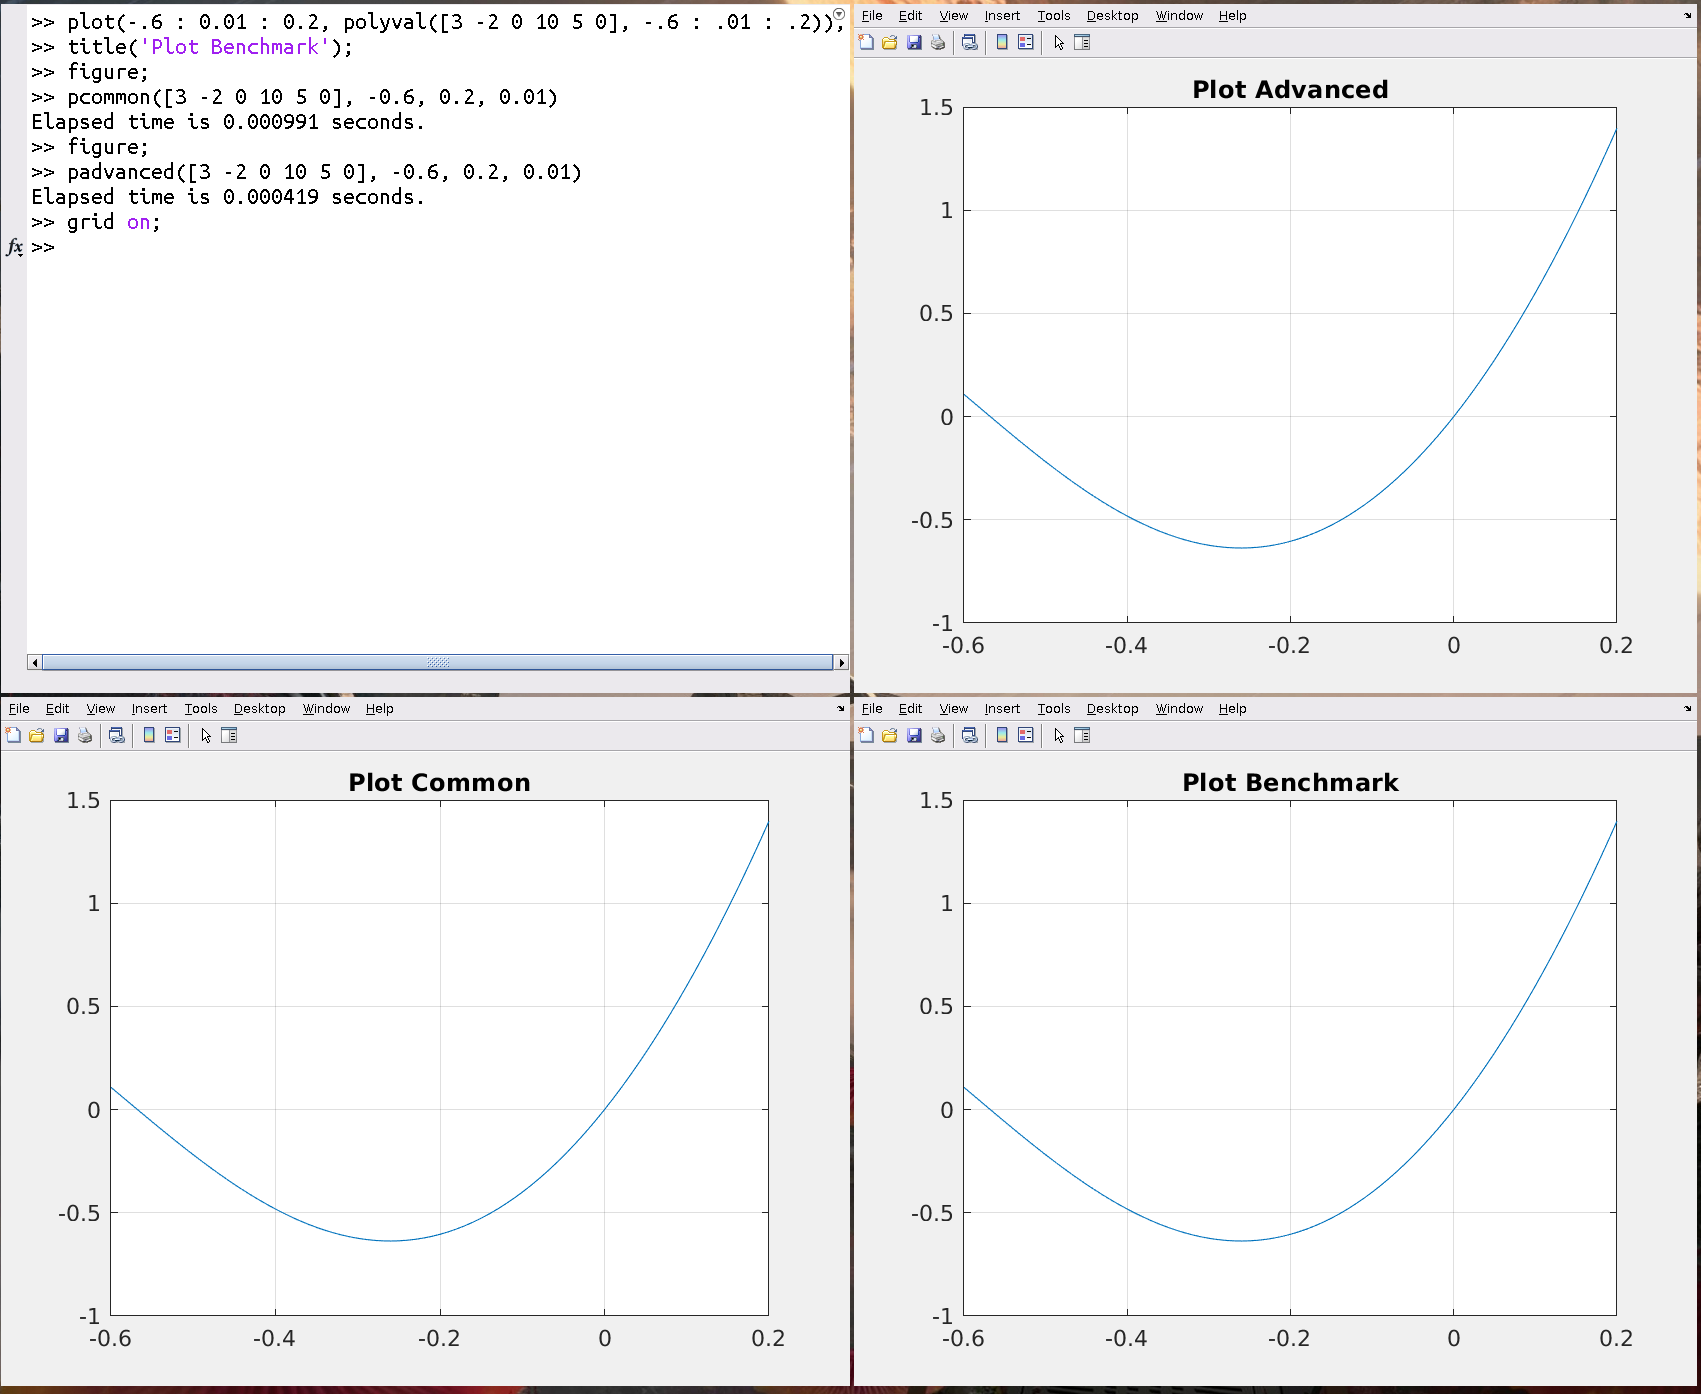 >> plot(-.6 : 0.01 : 0.2, polyval([3 -2 0 10 5 0], -.6 : .01 : .2));
>> title('Plot Benchmark');
>> figure;
>> pcommon([3 -2 0 10 5 0], -0.6, 0.2, 0.01)
Elapsed time is 0.000991 seconds.
>> figure;
>> padvanced([3 -2 0 10 5 0], -0.6, 0.2, 0.01)
Elapsed time is 0.000419 seconds.
>> grid on;
fx >>
File Edit View Insert Tools Desktop Window Help
Plot Advanced
1.5
1
0.5
0
-0.5
-1
-0.6 -0.4 -0.2 0 0.2
File Edit View Insert Tools Desktop Window Help
Plot Common
1.5
1
0.5
0
-0.5
-1
-0.6 -0.4 -0.2 0 0.2
File Edit View Insert Tools Desktop Window Help
Plot Benchmark
1.5
1
0.5
0
-0.5
-1
-0.6 -0.4 -0.2 0 0.2